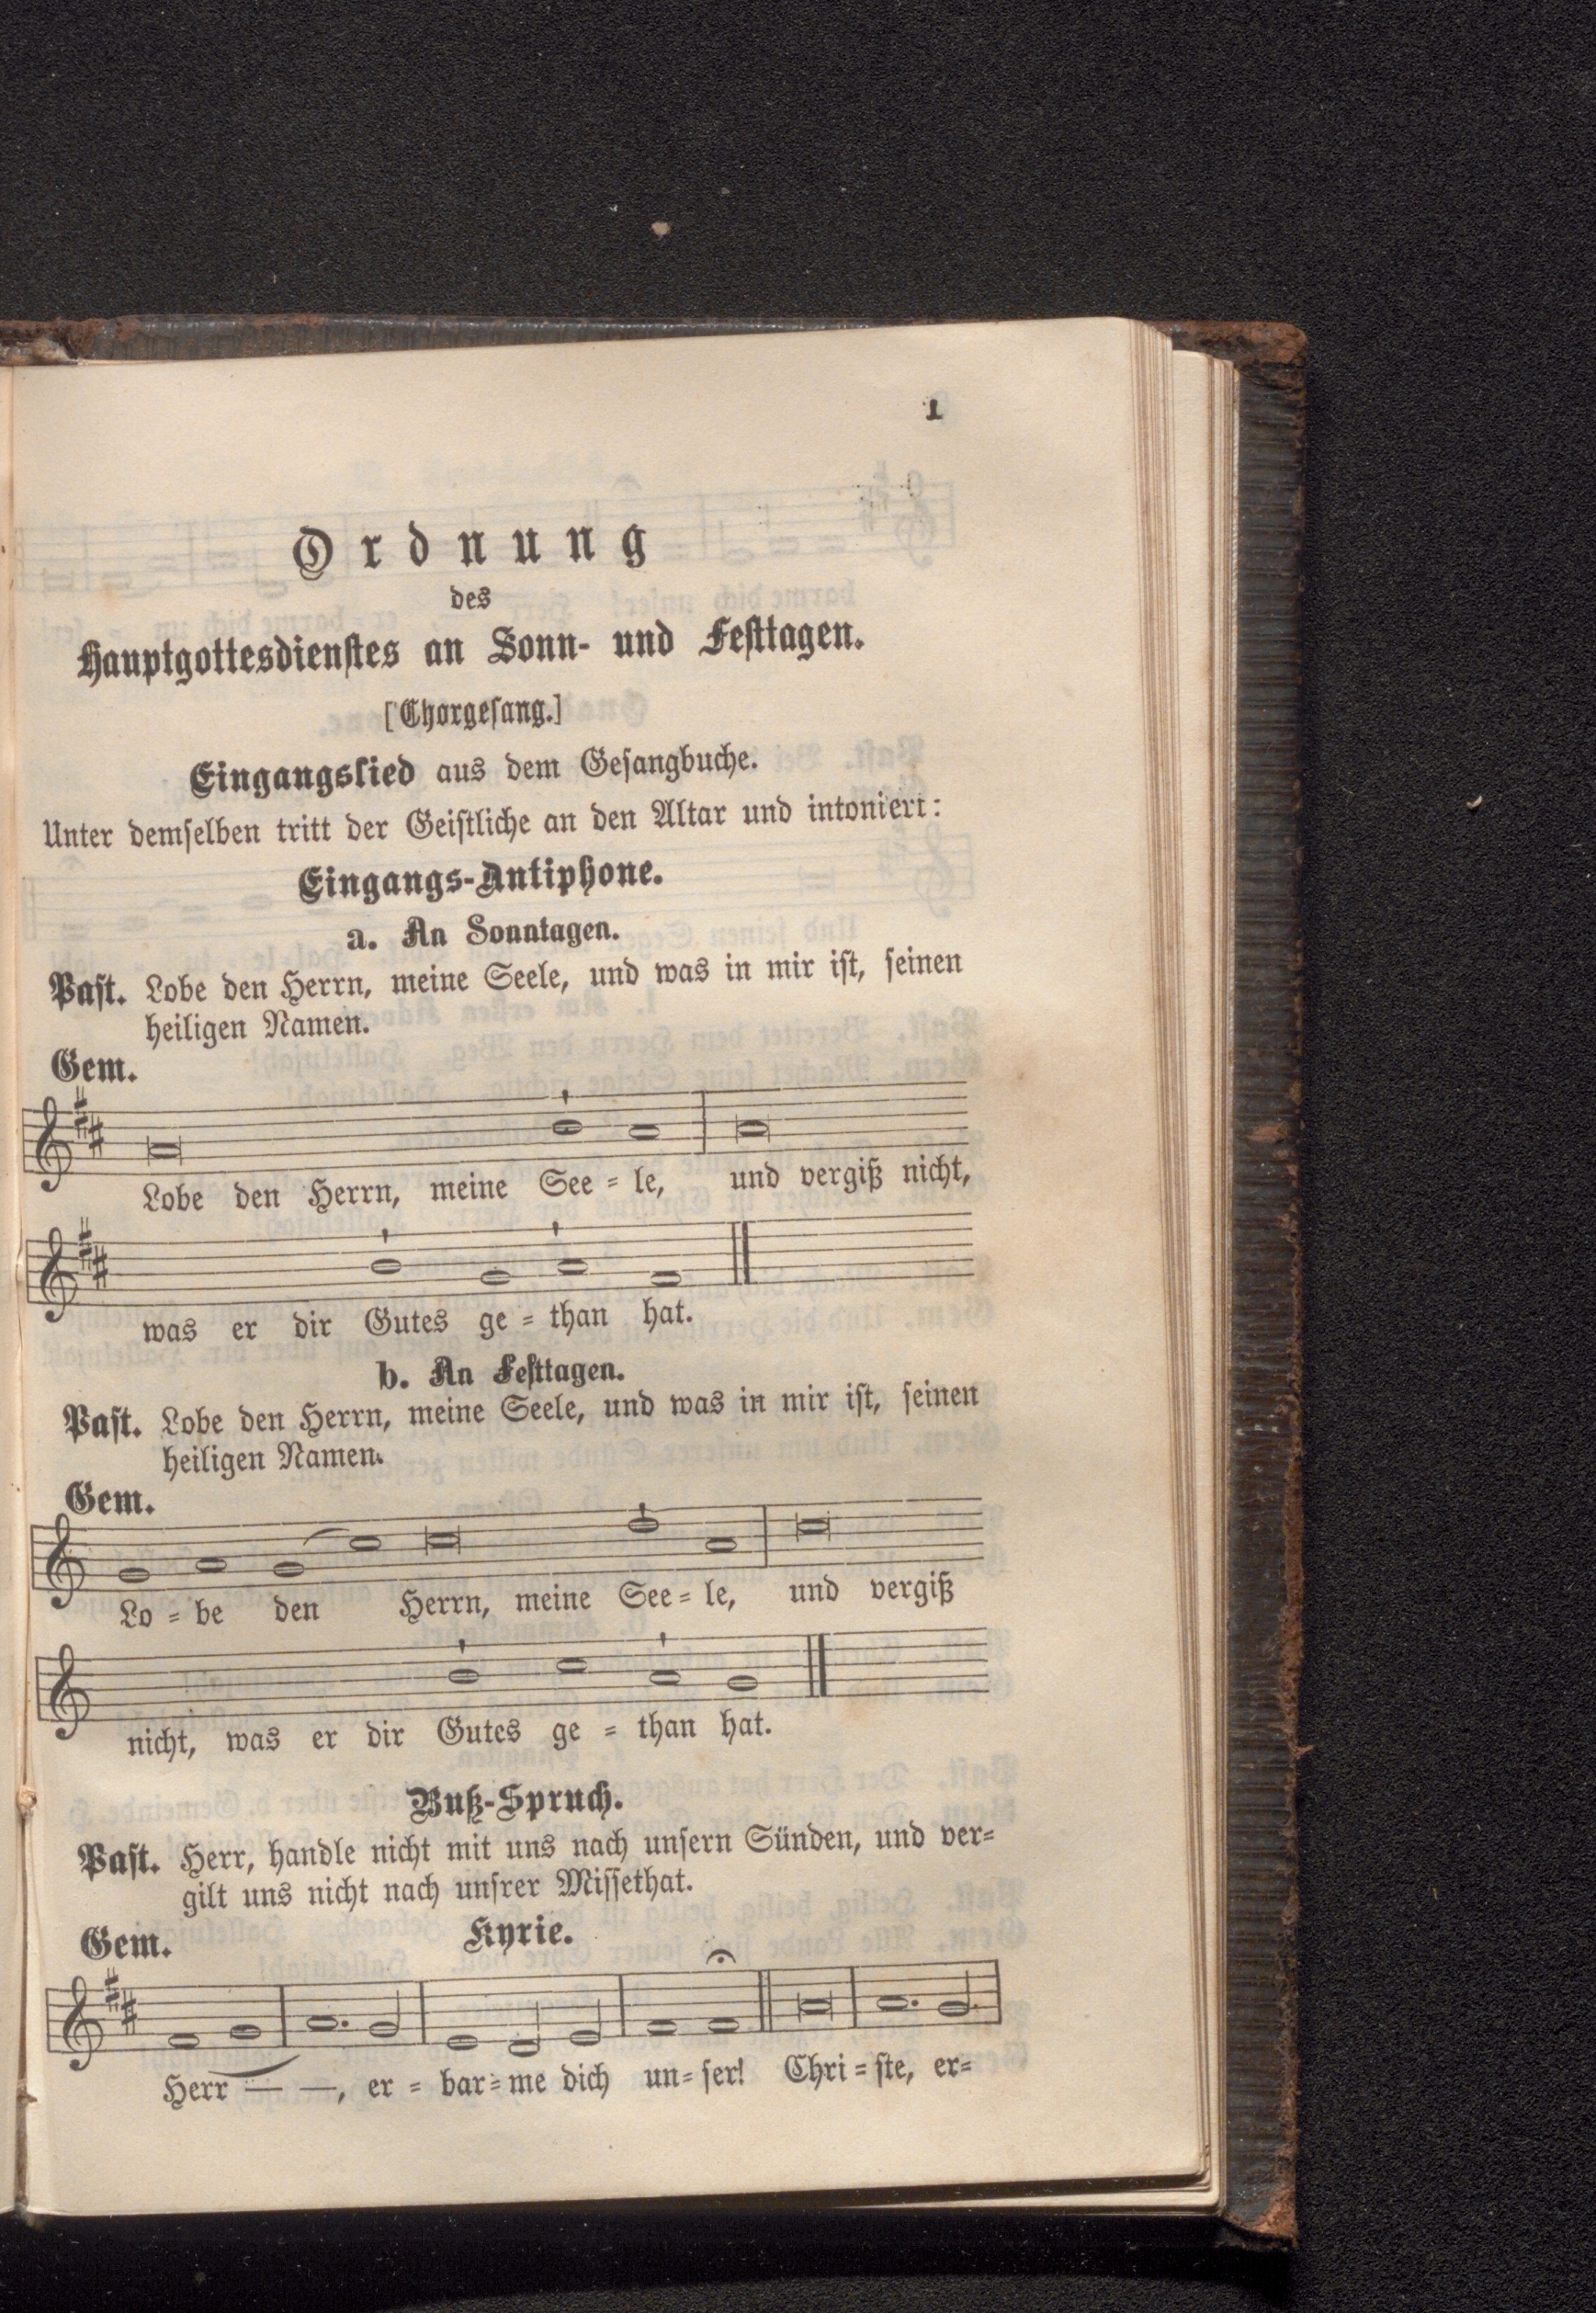 1
Ordnung
des
Hauptgottesdienstes an Sonn- und Festtagen.
[Chorgesang.]
Eingangslied aus dem Gesangbuche.
Unter demselben tritt der Geistliche an den Altar und intoniert:
Eingangs-Antiphone.
a. An Sonntagen.
Past. Lobe den Herrn, meine Seele, und was in mir ist, seinen
heiligen Namen.
Gem.
Lobe den Herrn, meine See-le, und vergiß nicht,
was er dir Gutes ge-than hat.
b. An Festtagen.
Past. Lobe den Herrn, meine Seele, und was in mir ist, seinen
heiligen Namen.
Gem.
Lo-be den Herrn, meine See-le, und vergiß
nicht, was er dir Gutes ge-than hat.
Buß-Spruch.
Past. Herr, handle nicht mit uns nach unsern Sünden, und ver-
gilt uns nicht nach unsrer Missethat.
Gem. Kyrie.
Herr — —, er-bar-me dich un-ser! Chri-ste, er-